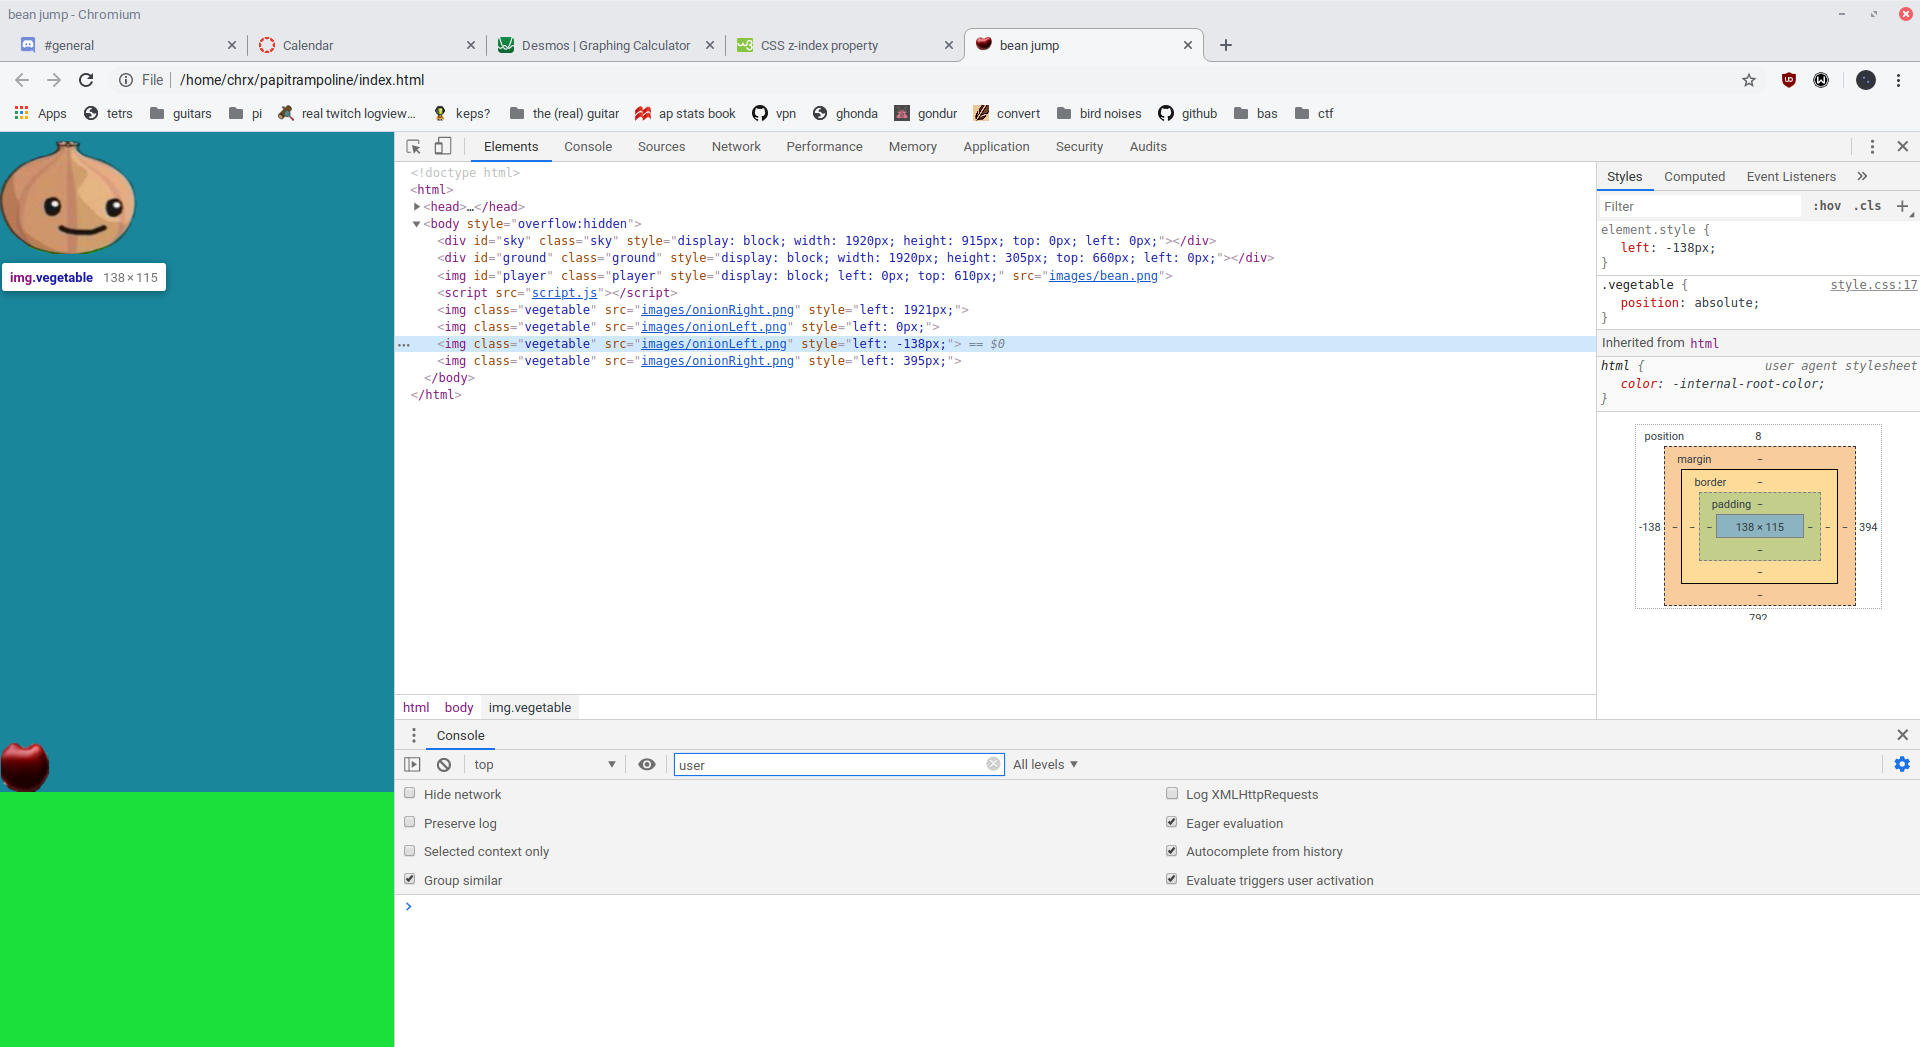 bean jump - Chromium
#general
Calendar
Desmos | Graphing Calculator
CSS z-index property
bean jump
File | /home/chrx/papitrampoline/index.html
Apps tetrs guitars pi real twitch logview... keps? the (real) guitar ap stats book vpn ghonda gondur convert bird noises github bas ctf
Elements Console Sources Network Performance Memory Application Security Audits
<!doctype html>
<html>
<head>…</head>
<body style="overflow:hidden">
<div id="sky" class="sky" style="display: block; width: 1920px; height: 915px; top: 0px; left: 0px;"></div>
<div id="ground" class="ground" style="display: block; width: 1920px; height: 305px; top: 660px; left: 0px;"></div>
<img id="player" class="player" style="display: block; left: 0px; top: 610px;" src="images/bean.png">
<script src="script.js"></script>
<img class="vegetable" src="images/onionRight.png" style="left: 1921px;">
<img class="vegetable" src="images/onionLeft.png" style="left: 0px;">
<img class="vegetable" src="images/onionLeft.png" style="left: -138px;"> == $0
<img class="vegetable" src="images/onionRight.png" style="left: 395px;">
</body>
</html>
img.vegetable 138 × 115
html body img.vegetable
Styles Computed Event Listeners »
Filter :hov .cls +
element.style {
left: -138px;
}
.vegetable { style.css:17
position: absolute;
}
Inherited from html
html { user agent stylesheet
color: -internal-root-color;
}
position 8
margin –
border –
padding –
-138 – – – 138 × 115 – – – 394
–
–
–
792
Console
top user All levels
Hide network
Log XMLHttpRequests
Preserve log
Eager evaluation
Selected context only
Autocomplete from history
Group similar
Evaluate triggers user activation
>